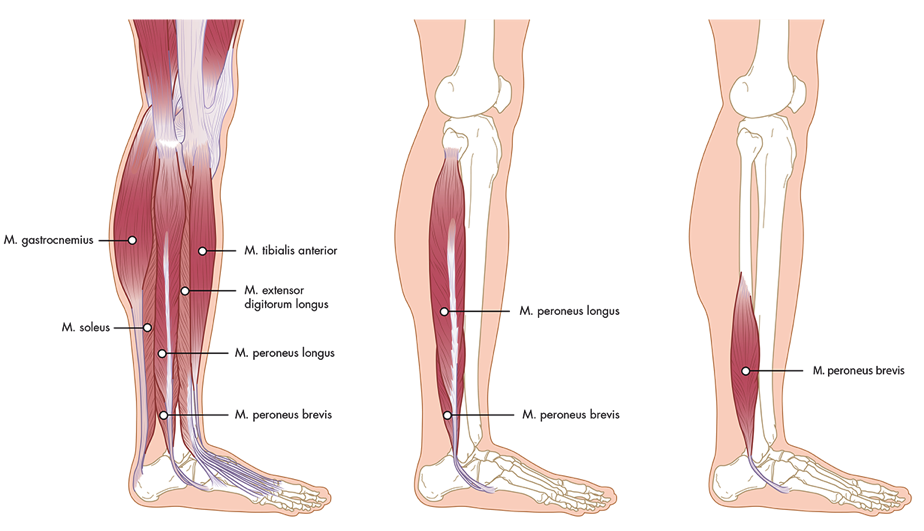 M. gastrocnemius
M. tibialis anterior
M. extensor
digitorum longus
M. soleus
M. peroneus longus
M. peroneus brevis
M. peroneus longus
M. peroneus brevis
M. peroneus brevis